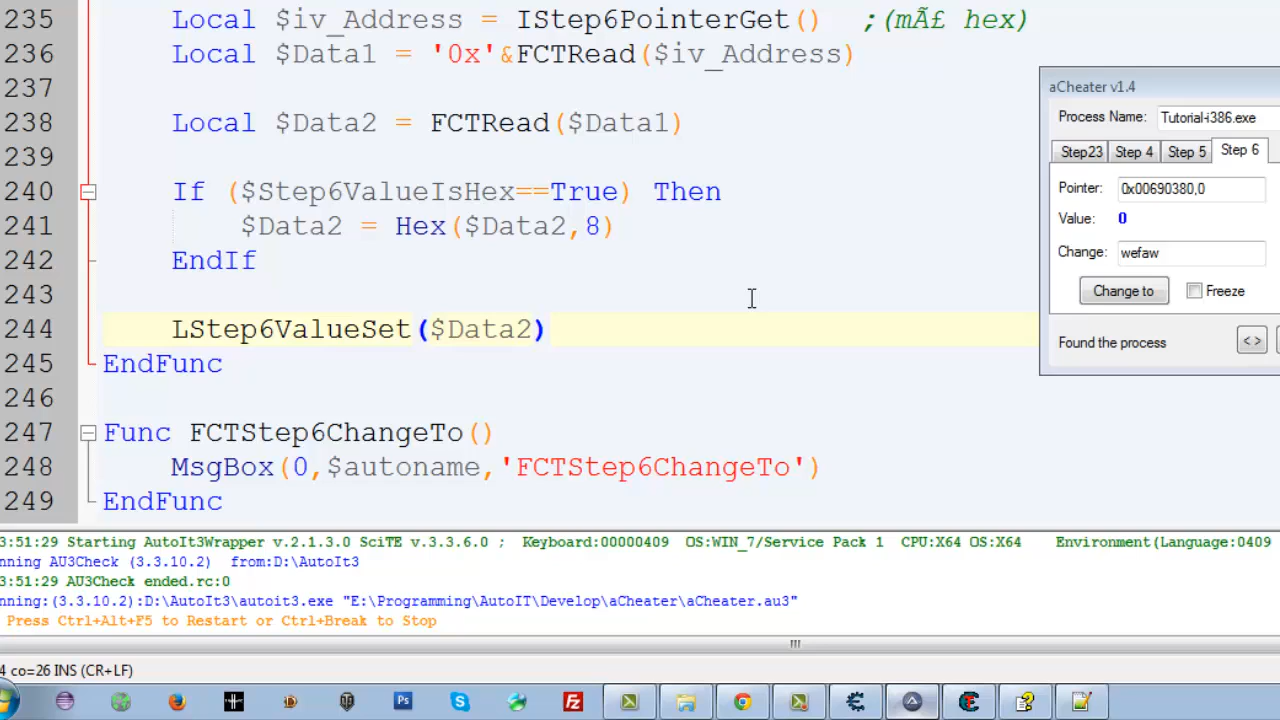 235 Local $iv_Address = IStep6PointerGet() ;(mÃ£ hex)
236 Local $Data1 = '0x'&FCTRead($iv_Address)
237
238 Local $Data2 = FCTRead($Data1)
239
240 If ($Step6ValueIsHex==True) Then
241 $Data2 = Hex($Data2,8)
242 EndIf
243
244 LStep6ValueSet($Data2)
245 EndFunc
246
247 Func FCTStep6ChangeTo()
248 MsgBox(0,$autoname,'FCTStep6ChangeTo')
249 EndFunc
aCheater v1.4
Process Name: Tutorial-i386.exe
Step23 Step 4 Step 5 Step 6
Pointer: 0x00690380,0
Value: 0
Change: wefaw
Change to Freeze
Found the process <>
3:51:29 Starting AutoIt3Wrapper v.2.1.3.0 SciTE v.3.3.6.0 ; Keyboard:00000409 OS:WIN_7/Service Pack 1 CPU:X64 OS:X64 Environment(Language:0409
nning AU3Check (3.3.10.2) from:D:\AutoIt3
3:51:29 AU3Check ended.rc:0
nning:(3.3.10.2):D:\AutoIt3\autoit3.exe "E:\Programming\AutoIT\Develop\aCheater\aCheater.au3"
Press Ctrl+Alt+F5 to Restart or Ctrl+Break to Stop
4 co=26 INS (CR+LF)
Ps